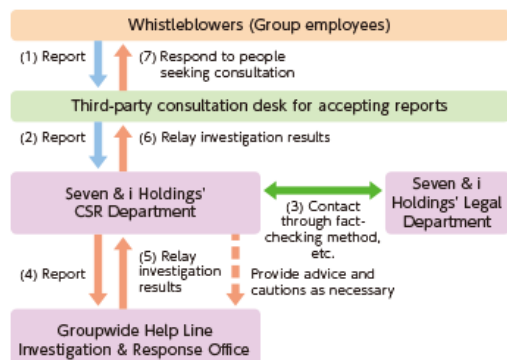 Whistleblowers (Group employees)
(1) Report
(7) Respond to people
seeking consultation
Third-party consultation desk for accepting reports
(2) Report
(6) Relay investigation results
Seven & i Holdings'
CSR Department
(3) Contact
through fact-
checking method,
etc.
Seven & i
Holdings' Legal
Department
(4) Report
(5) Relay
investigation
results
Provide advice and
cautions as necessary
Groupwide Help Line
Investigation & Response Office